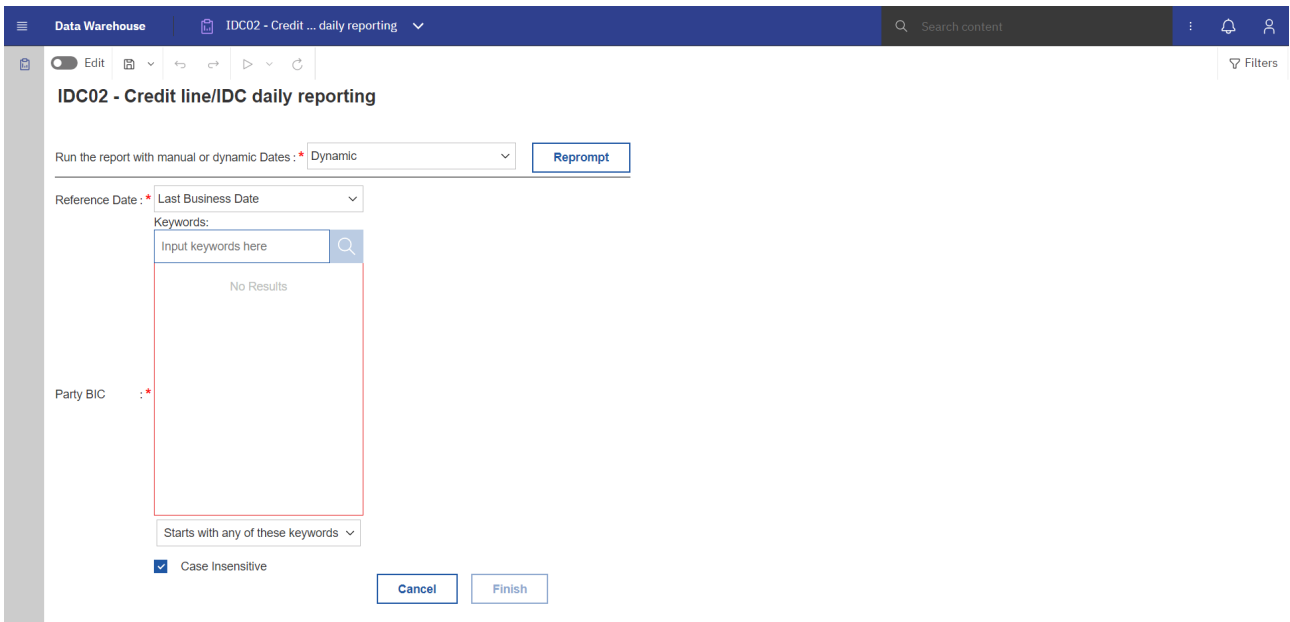 Data Warehouse IDC02 - Credit ... daily reporting Search content
Edit Filters
IDC02 - Credit line/IDC daily reporting
Run the report with manual or dynamic Dates : * Dynamic Reprompt
Reference Date : * Last Business Date
Keywords:
Input keywords here
No Results
Party BIC : *
Starts with any of these keywords
Case Insensitive
Cancel Finish